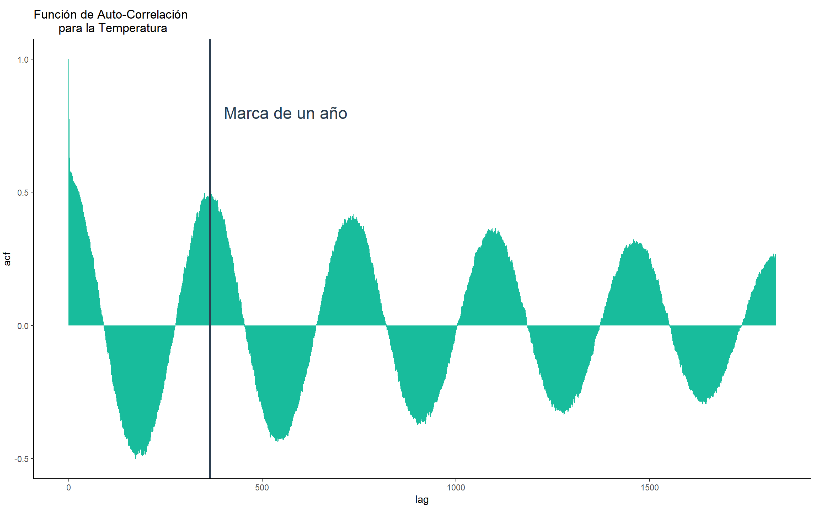 Función de Auto-Correlación
para la Temperatura
Marca de un año
1.0
0.5
0.0
-0.5
acf
0
500
1000
1500
lag